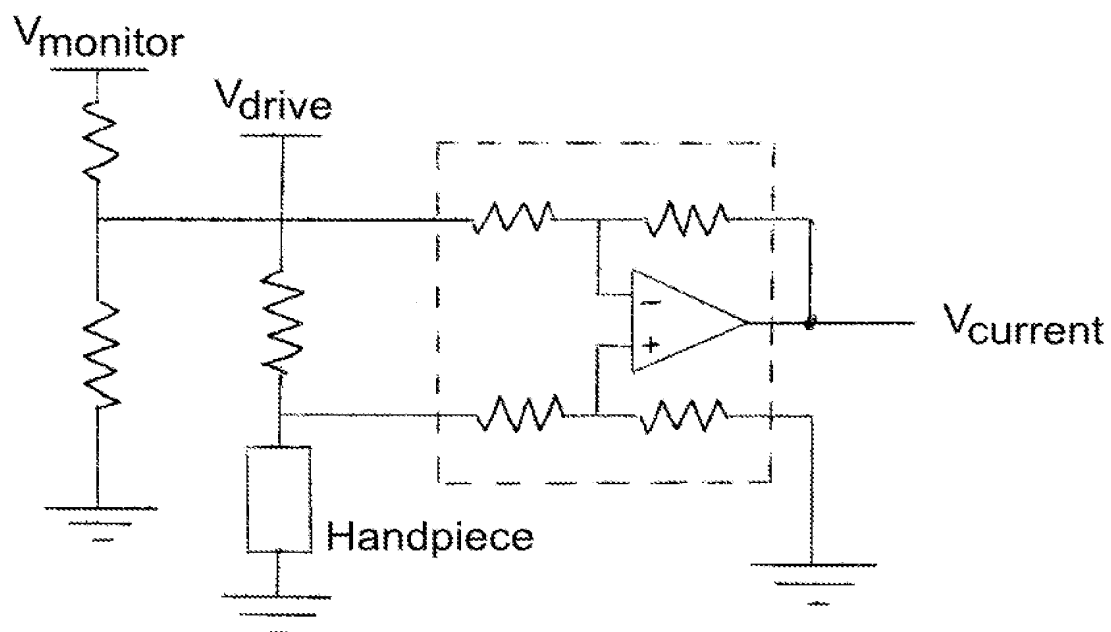 Vmonitor
Vdrive
−
+
Vcurrent
Handpiece